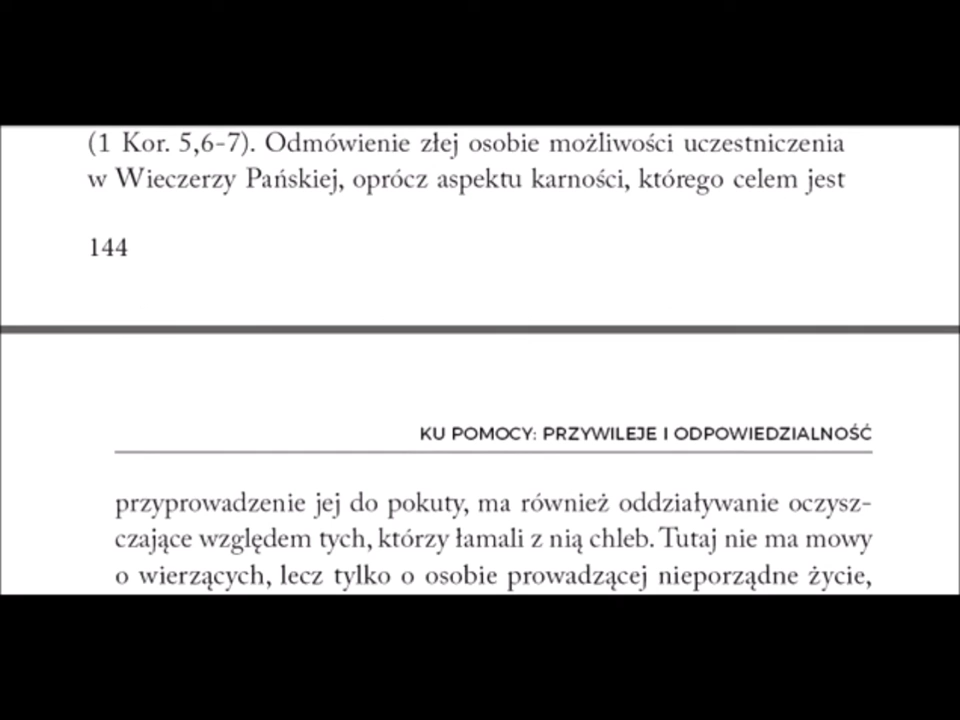 (1 Kor. 5,6-7). Odmówienie złej osobie możliwości uczestniczenia
w Wieczerzy Pańskiej, oprócz aspektu karności, którego celem jest
144
KU POMOCY: PRZYWILEJE I ODPOWIEDZIALNOŚĆ
przyprowadzenie jej do pokuty, ma również oddziaływanie oczysz-
czające względem tych, którzy łamali z nią chleb. Tutaj nie ma mowy
o wierzących, lecz tylko o osobie prowadzącej nieporządne życie,